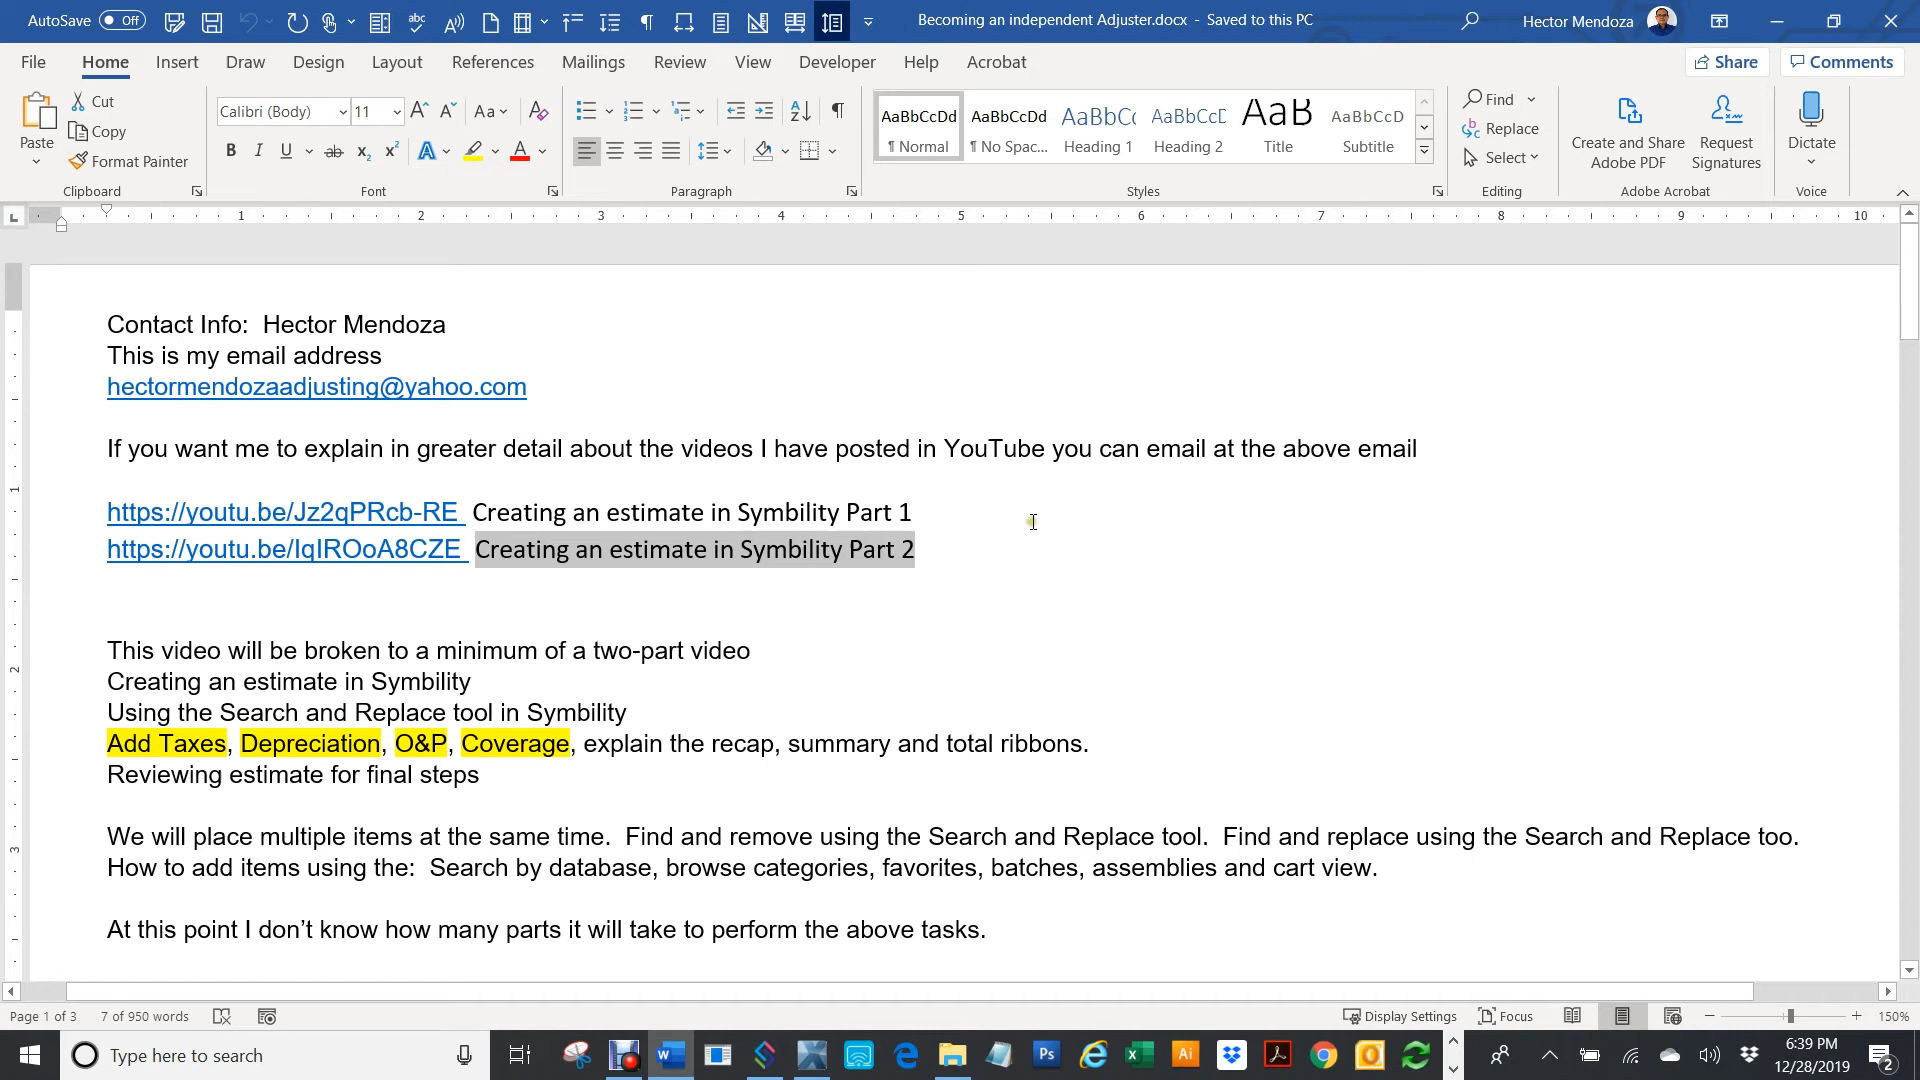 AutoSave Off
Becoming an independent Adjuster.docx - Saved to this PC
Hector Mendoza
File Home Insert Draw Design Layout References Mailings Review View Developer Help Acrobat
Share Comments
Paste
Cut
Copy
Format Painter
Clipboard
Calibri (Body) 11
Font
Paragraph
AaBbCcDd AaBbCcDd AaBbC AaBbCcD AaB AaBbCcD
¶ Normal ¶ No Spac... Heading 1 Heading 2 Title Subtitle
Styles
Find
Replace
Select
Editing
Create and Share Adobe PDF
Request Signatures
Adobe Acrobat
Dictate
Voice
1 2 3 4 5 6 7 8 9 10
Contact Info:  Hector Mendoza
This is my email address
hectormendozaadjusting@yahoo.com
If you want me to explain in greater detail about the videos I have posted in YouTube you can email at the above email
https://youtu.be/Jz2qPRcb-RE  Creating an estimate in Symbility Part 1
https://youtu.be/IqIROoA8CZE  Creating an estimate in Symbility Part 2
This video will be broken to a minimum of a two-part video
Creating an estimate in Symbility
Using the Search and Replace tool in Symbility
Add Taxes, Depreciation, O&P, Coverage, explain the recap, summary and total ribbons.
Reviewing estimate for final steps
We will place multiple items at the same time.  Find and remove using the Search and Replace tool.  Find and replace using the Search and Replace too.
How to add items using the:  Search by database, browse categories, favorites, batches, assemblies and cart view.
At this point I don’t know how many parts it will take to perform the above tasks.
Page 1 of 3 7 of 950 words
Display Settings Focus 150%
Type here to search
6:39 PM
12/28/2019
2